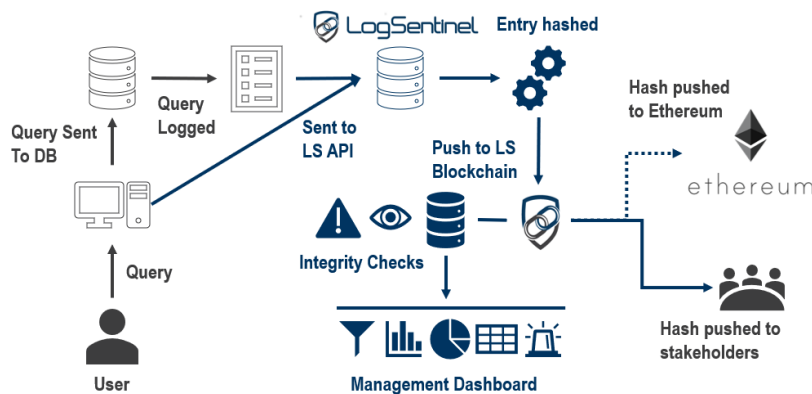 LogSentinel
Entry hashed
Hash pushed
to Ethereum
Query
Logged
Query Sent
To DB
Sent to
LS API
Push to LS
Blockchain
ethereum
Integrity Checks
Query
Hash pushed to
stakeholders
User
Management Dashboard